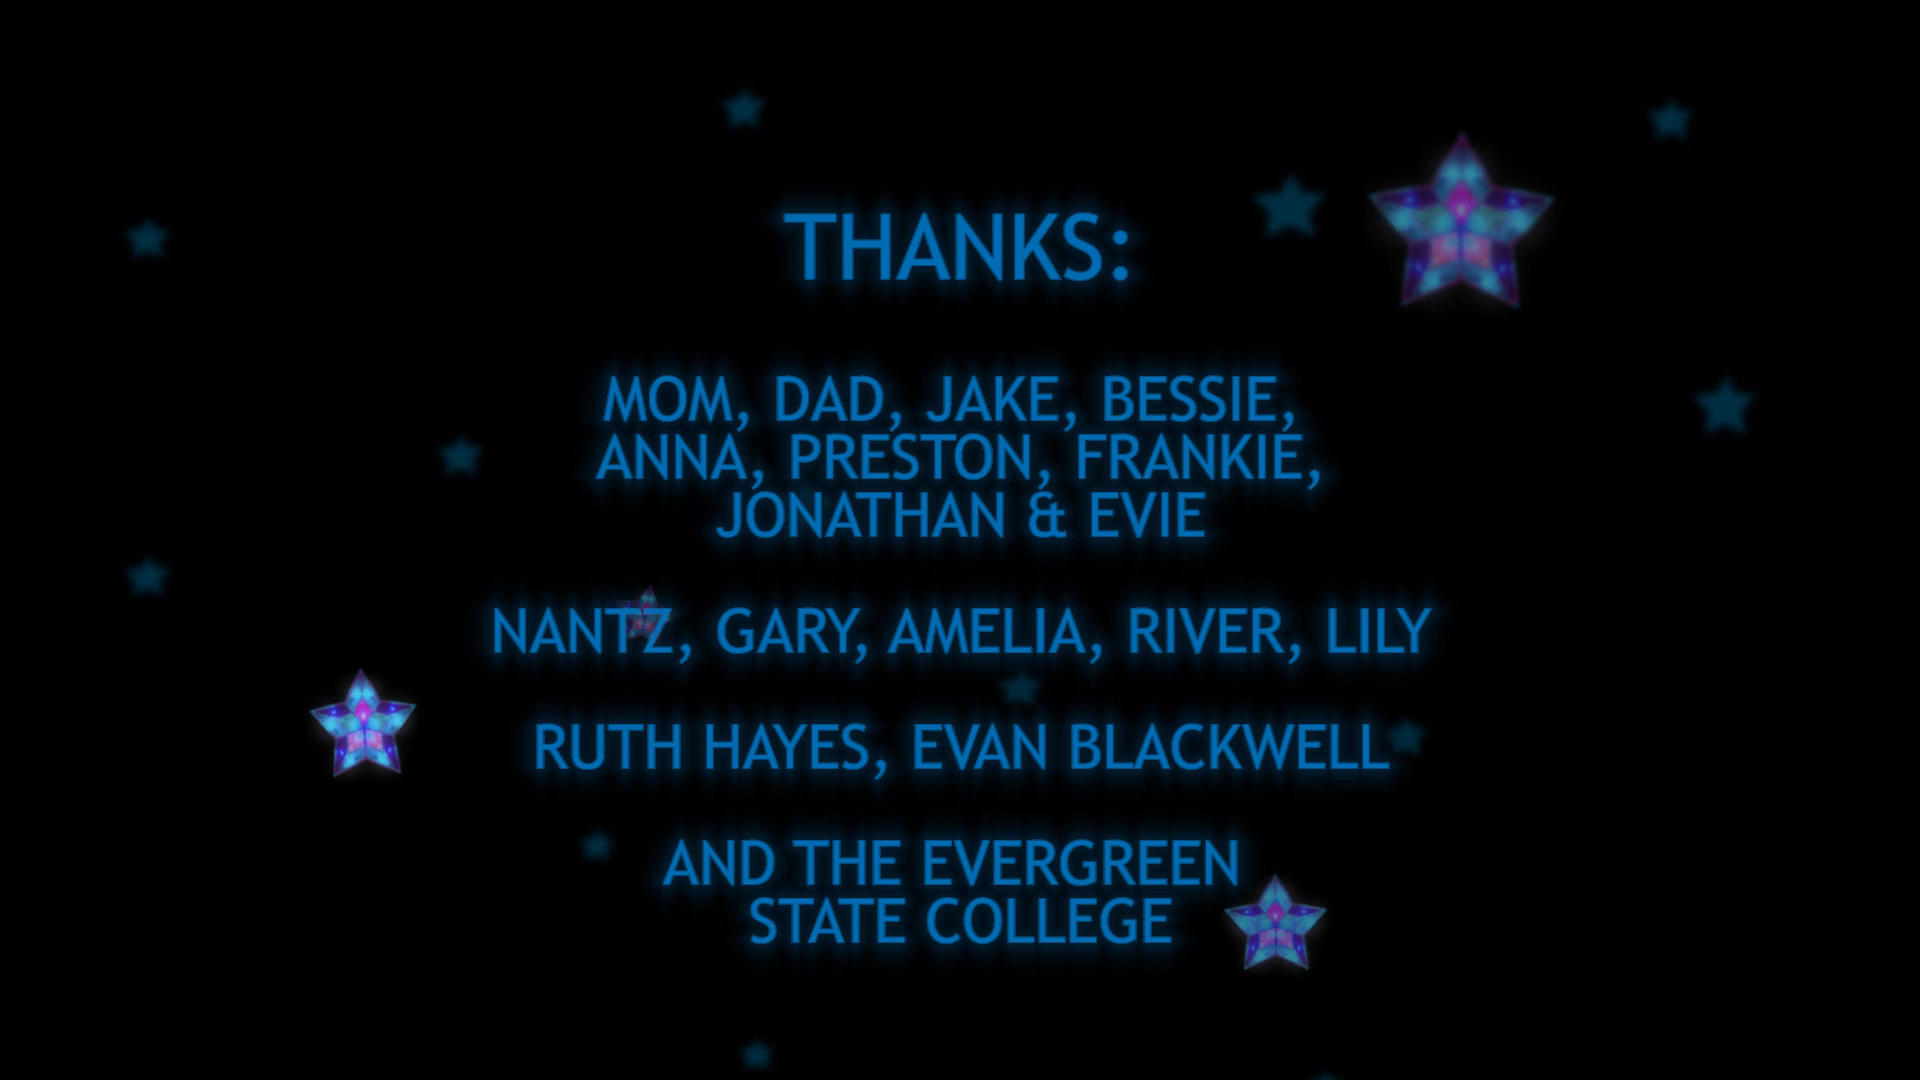 THANKS:
MOM, DAD, JAKE, BESSIE,
ANNA, PRESTON, FRANKIE,
JONATHAN & EVIE
NANTZ, GARY, AMELIA, RIVER, LILY
RUTH HAYES, EVAN BLACKWELL
AND THE EVERGREEN
STATE COLLEGE